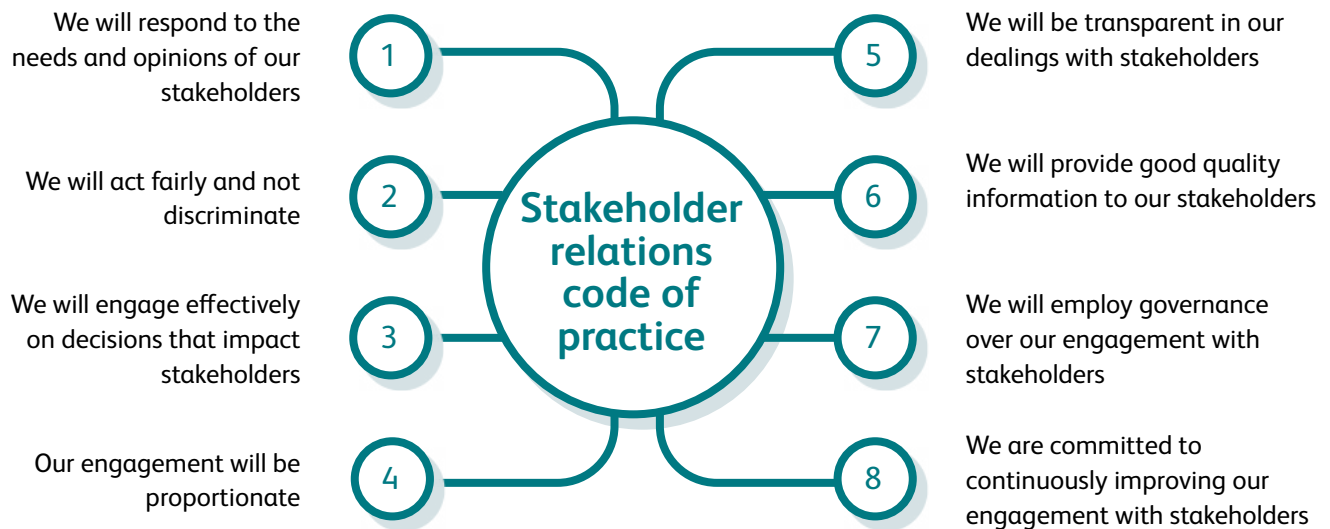 We will respond to the
needs and opinions of our
stakeholders
1
We will act fairly and not
discriminate
2
We will engage effectively
on decisions that impact
stakeholders
3
Our engagement will be
proportionate
4
Stakeholder
relations
code of
practice
5
We will be transparent in our
dealings with stakeholders
6
We will provide good quality
information to our stakeholders
7
We will employ governance
over our engagement with
stakeholders
8
We are committed to
continuously improving our
engagement with stakeholders